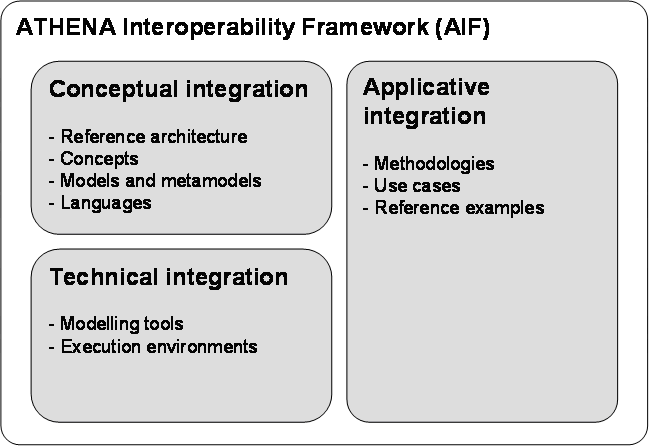 ATHENA Interoperability Framework (AIF)
Conceptual integration
- Reference architecture
- Concepts
- Models and metamodels
- Languages
Technical integration
- Modelling tools
- Execution environments
Applicative
integration
- Methodologies
- Use cases
- Reference examples